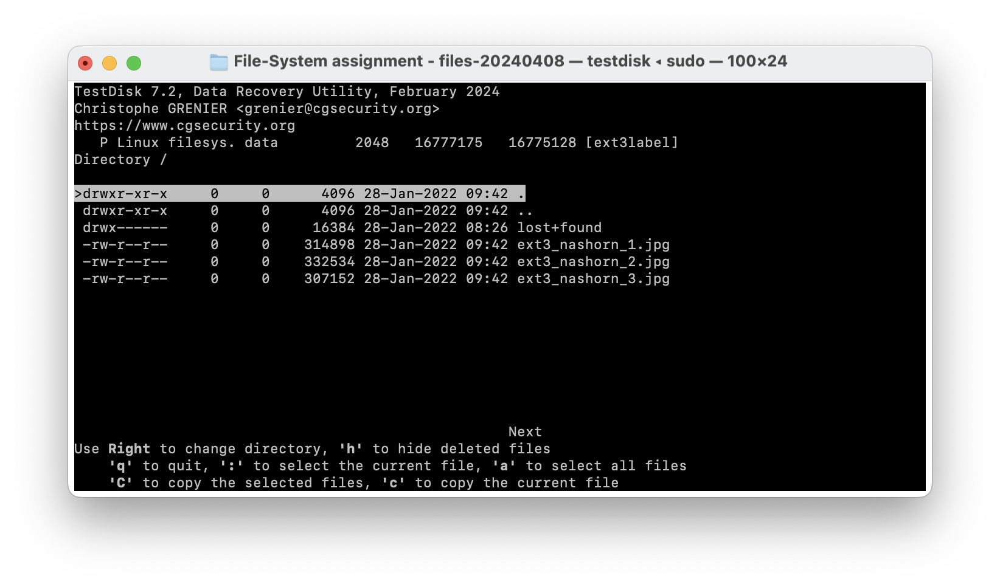 File-System assignment - files-20240408 — testdisk ◂ sudo — 100×24
TestDisk 7.2, Data Recovery Utility, February 2024
Christophe GRENIER <grenier@cgsecurity.org>
https://www.cgsecurity.org
   P Linux filesys. data         2048   16777175   16775128 [ext3label]
Directory /
>drwxr-xr-x     0     0      4096 28-Jan-2022 09:42 .
 drwxr-xr-x     0     0      4096 28-Jan-2022 09:42 ..
 drwx------     0     0     16384 28-Jan-2022 08:26 lost+found
 -rw-r--r--     0     0    314898 28-Jan-2022 09:42 ext3_nashorn_1.jpg
 -rw-r--r--     0     0    332534 28-Jan-2022 09:42 ext3_nashorn_2.jpg
 -rw-r--r--     0     0    307152 28-Jan-2022 09:42 ext3_nashorn_3.jpg
Next
Use Right to change directory, 'h' to hide deleted files
    'q' to quit, ':' to select the current file, 'a' to select all files
    'C' to copy the selected files, 'c' to copy the current file